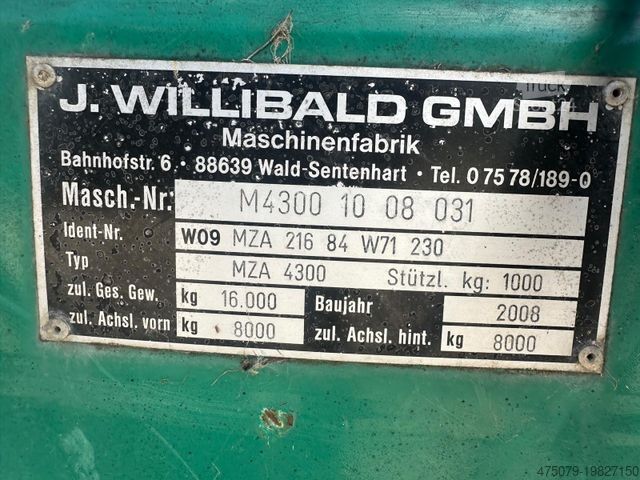 Truck
J. WILLIBALD GMBH
Maschinenfabrik
Bahnhofstr. 6 • 88639 Wald-Sentenhart • Tel. 0 75 78/189-0
Masch.-Nr. M4300 10 08 031
Ident-Nr. W09 MZA 216 84 W71 230
Typ MZA 4300 Stützl. kg: 1000
zul. Ges. Gew. kg 16.000 Baujahr 2008
zul. Achsl. vorn kg 8000 zul. Achsl. hint. kg 8000
475079-19827150